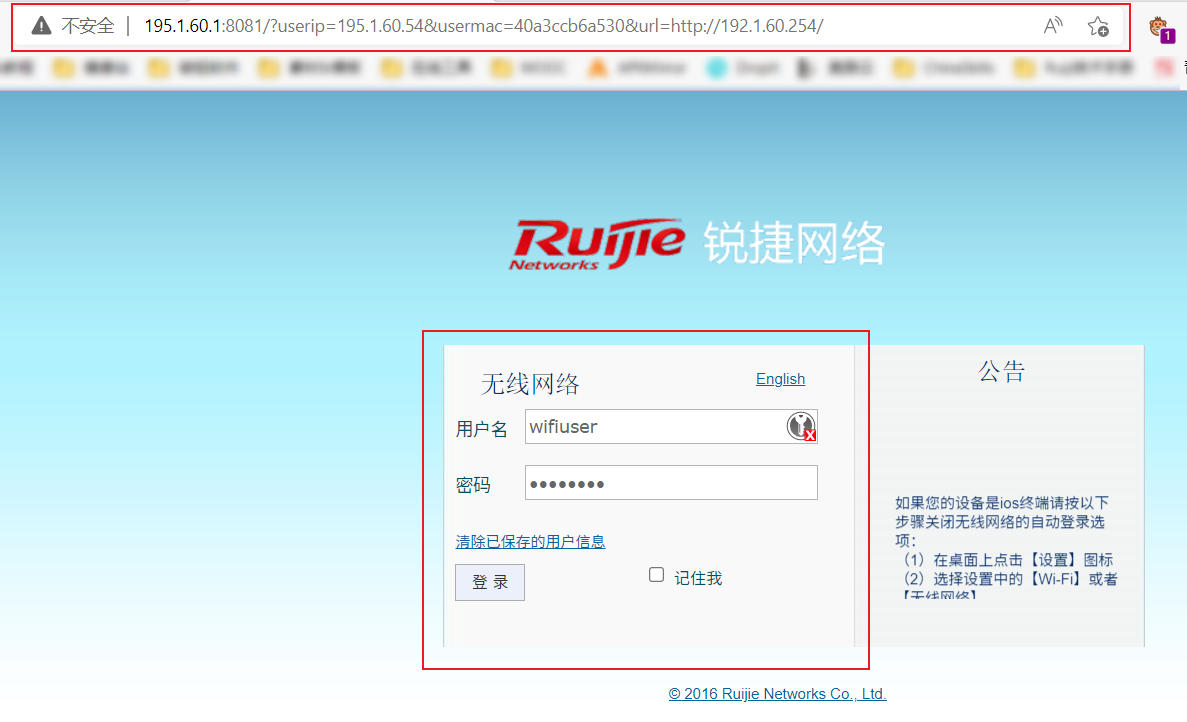 不安全 | 195.1.60.1:8081/?userip=195.1.60.54&usermac=40a3ccb6a530&url=http://192.1.60.254/
1
Ruijie
Networks
锐捷网络
无线网络
English
用户名 wifiuser
密码 ●●●●●●●●
清除已保存的用户信息
登 录
记住我
公告
如果您的设备是ios终端请按以下
步骤关闭无线网络的自动登录选
项:
（1）在桌面上点击【设置】图标
（2）选择设置中的【Wi-Fi】或者
【无线网络】
© 2016 Ruijie Networks Co., Ltd.